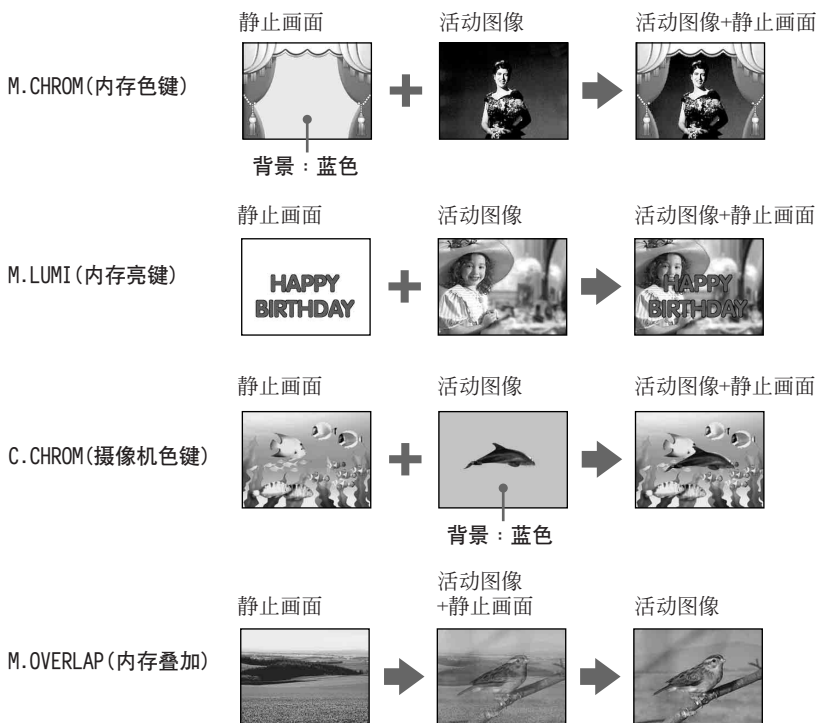 静止画面
活动图像
活动图像+静止画面
M.CHROM(内存色键)
背景：蓝色
静止画面
活动图像
活动图像+静止画面
M.LUMI(内存亮键)
HAPPY
BIRTHDAY
HAPPY
BIRTHDAY
静止画面
活动图像
活动图像+静止画面
C.CHROM(摄像机色键)
背景：蓝色
静止画面
活动图像
+静止画面
活动图像
M.OVERLAP(内存叠加)